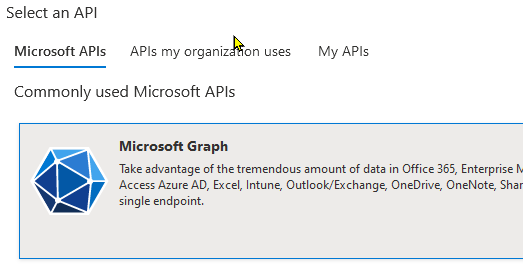 Select an API
Microsoft APIs APIs my organization uses My APIs
Commonly used Microsoft APIs
Microsoft Graph
Take advantage of the tremendous amount of data in Office 365, Enterprise
Access Azure AD, Excel, Intune, Outlook/Exchange, OneDrive, OneNote,
single endpoint.